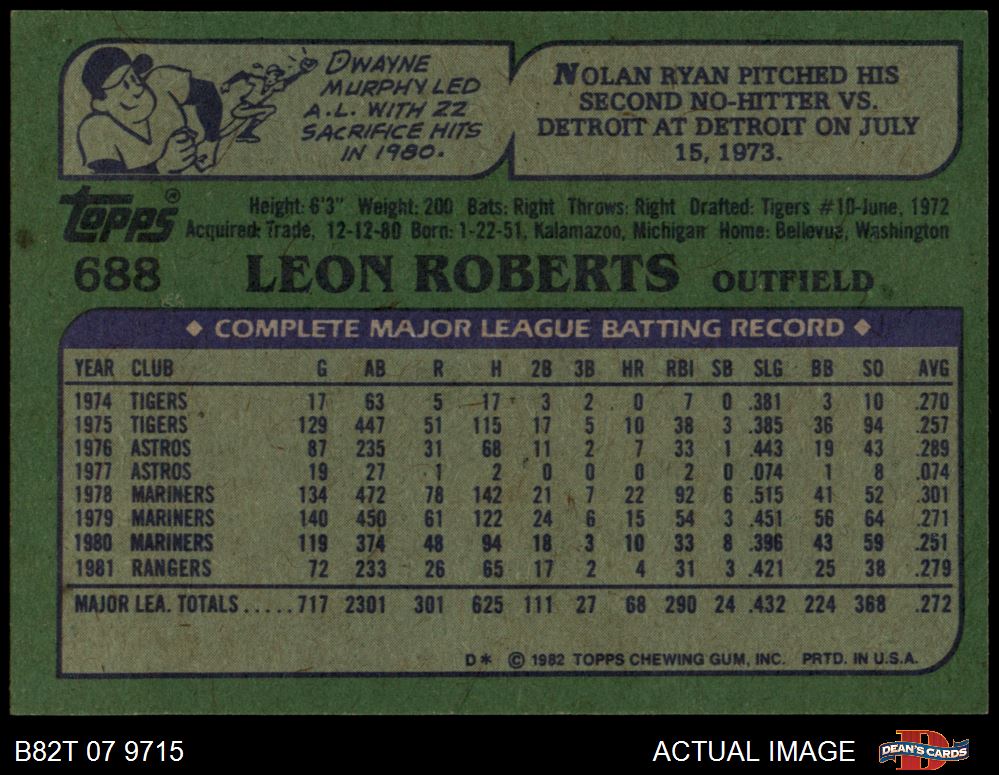 DWAYNE
MURPHY LED
A.L. WITH 22
SACRIFICE HITS
IN 1980.
NOLAN RYAN PITCHED HIS
SECOND NO-HITTER VS.
DETROIT AT DETROIT ON JULY
15, 1973.
topps®
Height: 6'3" Weight: 200 Bats: Right Throws: Right Drafted: Tigers #10-June, 1972
Acquired: Trade, 12-12-80 Born: 1-22-51, Kalamazoo, Michigan Home: Bellevue, Washington
688 LEON ROBERTS OUTFIELD
◆ COMPLETE MAJOR LEAGUE BATTING RECORD ◆
YEAR CLUB G AB R H 2B 3B HR RBI SB SLG BB SO AVG
1974 TIGERS 17 63 5 17 3 2 0 7 0 .381 3 10 .270
1975 TIGERS 129 447 51 115 17 5 10 38 3 .385 36 94 .257
1976 ASTROS 87 235 31 68 11 2 7 33 1 .443 19 43 .289
1977 ASTROS 19 27 1 2 0 0 0 2 0 .074 1 8 .074
1978 MARINERS 134 472 78 142 21 7 22 92 6 .515 41 52 .301
1979 MARINERS 140 450 61 122 24 6 15 54 3 .451 56 64 .271
1980 MARINERS 119 374 48 94 18 3 10 33 8 .396 43 59 .251
1981 RANGERS 72 233 26 65 17 2 4 31 3 .421 25 38 .279
MAJOR LEA. TOTALS.....717 2301 301 625 111 27 68 290 24 .432 224 368 .272
D* © 1982 TOPPS CHEWING GUM, INC. PRTD. IN U.S.A.
B82T 07 9715
ACTUAL IMAGE
D
DEAN'S CARDS